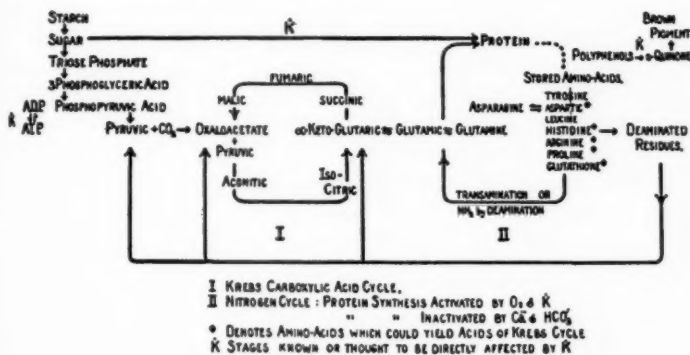 STARCH
SUGAR
TRIOSE PHOSPHATE
3PHOSPHOGLYCERIC ACID
PHOSPHOPYRUVIC ACID
K̇
ADP
ATP
PYRUVIC + CO₂
OXALOACETATE
PYRUVIC
ACONITIC
MALIC
FUMARIC
SUCCINIC
ISO-
CITRIC
I
∝-KETO-GLUTARIC
GLUTAMIC
GLUTAMINE
K̇
PROTEIN
STORED AMINO-ACIDS.
ASPARAGINE
TYROSINE
ASPARTIC*
LEUCINE
HISTIDINE*
ARGININE*
PROLINE*
GLUTATHIONE*
TRANSAMINATION OR
DEAMINATION
II
DEAMINATED
RESIDUES.
BROWN
PIGMENT
POLYPHENOLS
K̇
QUINONE
I KREBS CARBOXYLIC ACID CYCLE.
II NITROGEN CYCLE : PROTEIN SYNTHESIS ACTIVATED BY O₂ & K̇
" " INACTIVATED BY & HCO₃'
* DENOTES AMINO-ACIDS WHICH COULD YIELD ACIDS OF KREBS CYCLE
K̇ STAGES KNOWN OR THOUGHT TO BE DIRECTLY AFFECTED BY K̇